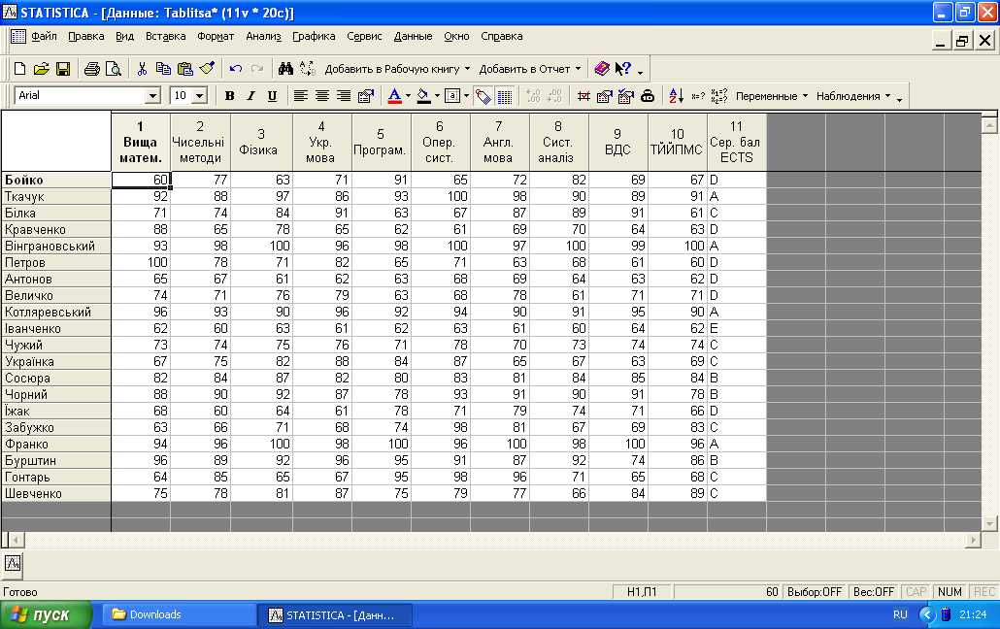 STATISTICA - [Данные: Tablitsa* (11v * 20c)]
Файл Правка Вид Вставка Формат Анализ Графика Сервис Данные Окно Справка
Добавить в Рабочую книгу Добавить в Отчет
Arial 10 B I U Переменные Наблюдения
1 Вища матем. 2 Чисельні методи 3 Фізика 4 Укр. мова 5 Програм. 6 Опер. сист. 7 Англ. мова 8 Сист. аналіз 9 ВДС 10 ТЙЙПМС 11 Сер. бал ECTS
Бойко 60 77 63 71 91 65 72 82 69 67 D
Ткачук 92 88 97 86 93 100 98 90 89 91 A
Білка 71 74 84 91 63 67 87 89 91 61 C
Кравченко 88 65 78 65 62 61 69 70 64 63 D
Вінграновський 93 98 100 96 98 100 97 100 99 100 A
Петров 100 78 71 82 65 71 63 68 61 60 D
Антонов 65 67 61 62 63 68 69 64 63 62 D
Величко 74 71 76 79 63 68 78 61 71 71 D
Котляревський 96 93 90 96 92 94 90 91 95 90 A
Іванченко 62 60 63 61 62 63 61 60 64 62 E
Чужий 73 74 75 76 71 78 70 73 74 74 C
Українка 67 75 82 88 84 87 65 67 63 69 C
Сосюра 82 84 87 82 80 83 81 84 85 84 B
Чорний 88 90 92 87 78 93 91 90 91 78 B
Їжак 68 60 64 61 78 71 79 74 71 66 D
Забужко 63 66 71 68 74 98 81 67 69 83 C
Франко 94 96 100 98 100 96 100 98 100 96 A
Бурштин 96 89 92 96 95 91 87 92 74 86 B
Гонтарь 64 85 65 67 95 98 96 71 65 68 C
Шевченко 75 78 81 87 75 79 77 66 84 89 C
Готово Н1,П1 60 Выбор:OFF Вес:OFF CAP NUM REC
пуск Downloads STATISTICA - [Данн... RU 21:24